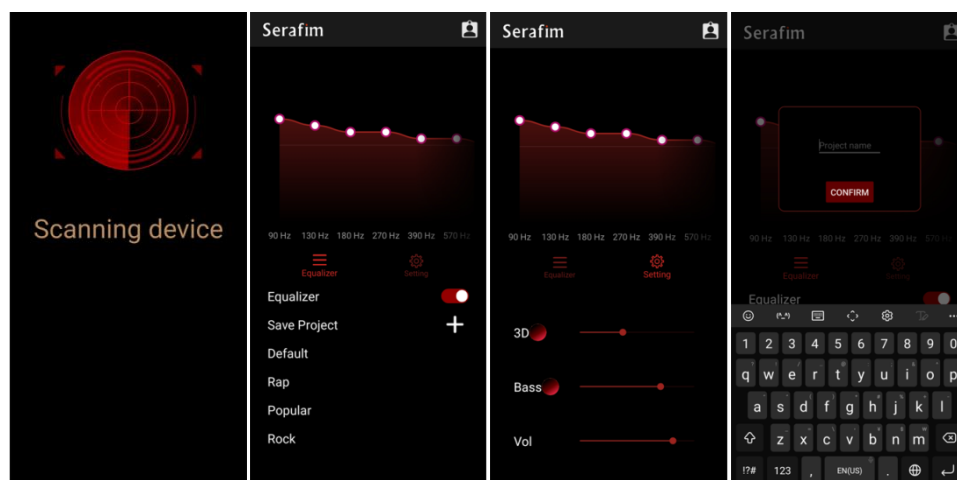 Scanning device
Serafim
90 Hz 130 Hz 180 Hz 270 Hz 390 Hz 570 Hz
Equalizer Setting
Equalizer
Save Project
Default
Rap
Popular
Rock
Serafim
90 Hz 130 Hz 180 Hz 270 Hz 390 Hz 570 Hz
Equalizer Setting
3D
Bass
Vol
Serafim
Project name
CONFIRM
90 Hz 130 Hz 180 Hz 270 Hz 390 Hz 570 Hz
Equalizer Setting
Equalizer
1 2 3 4 5 6 7 8 9 0
q w e r t y u i o p
a s d f g h j k l
z x c v b n m
!?# 123 , EN(US) .